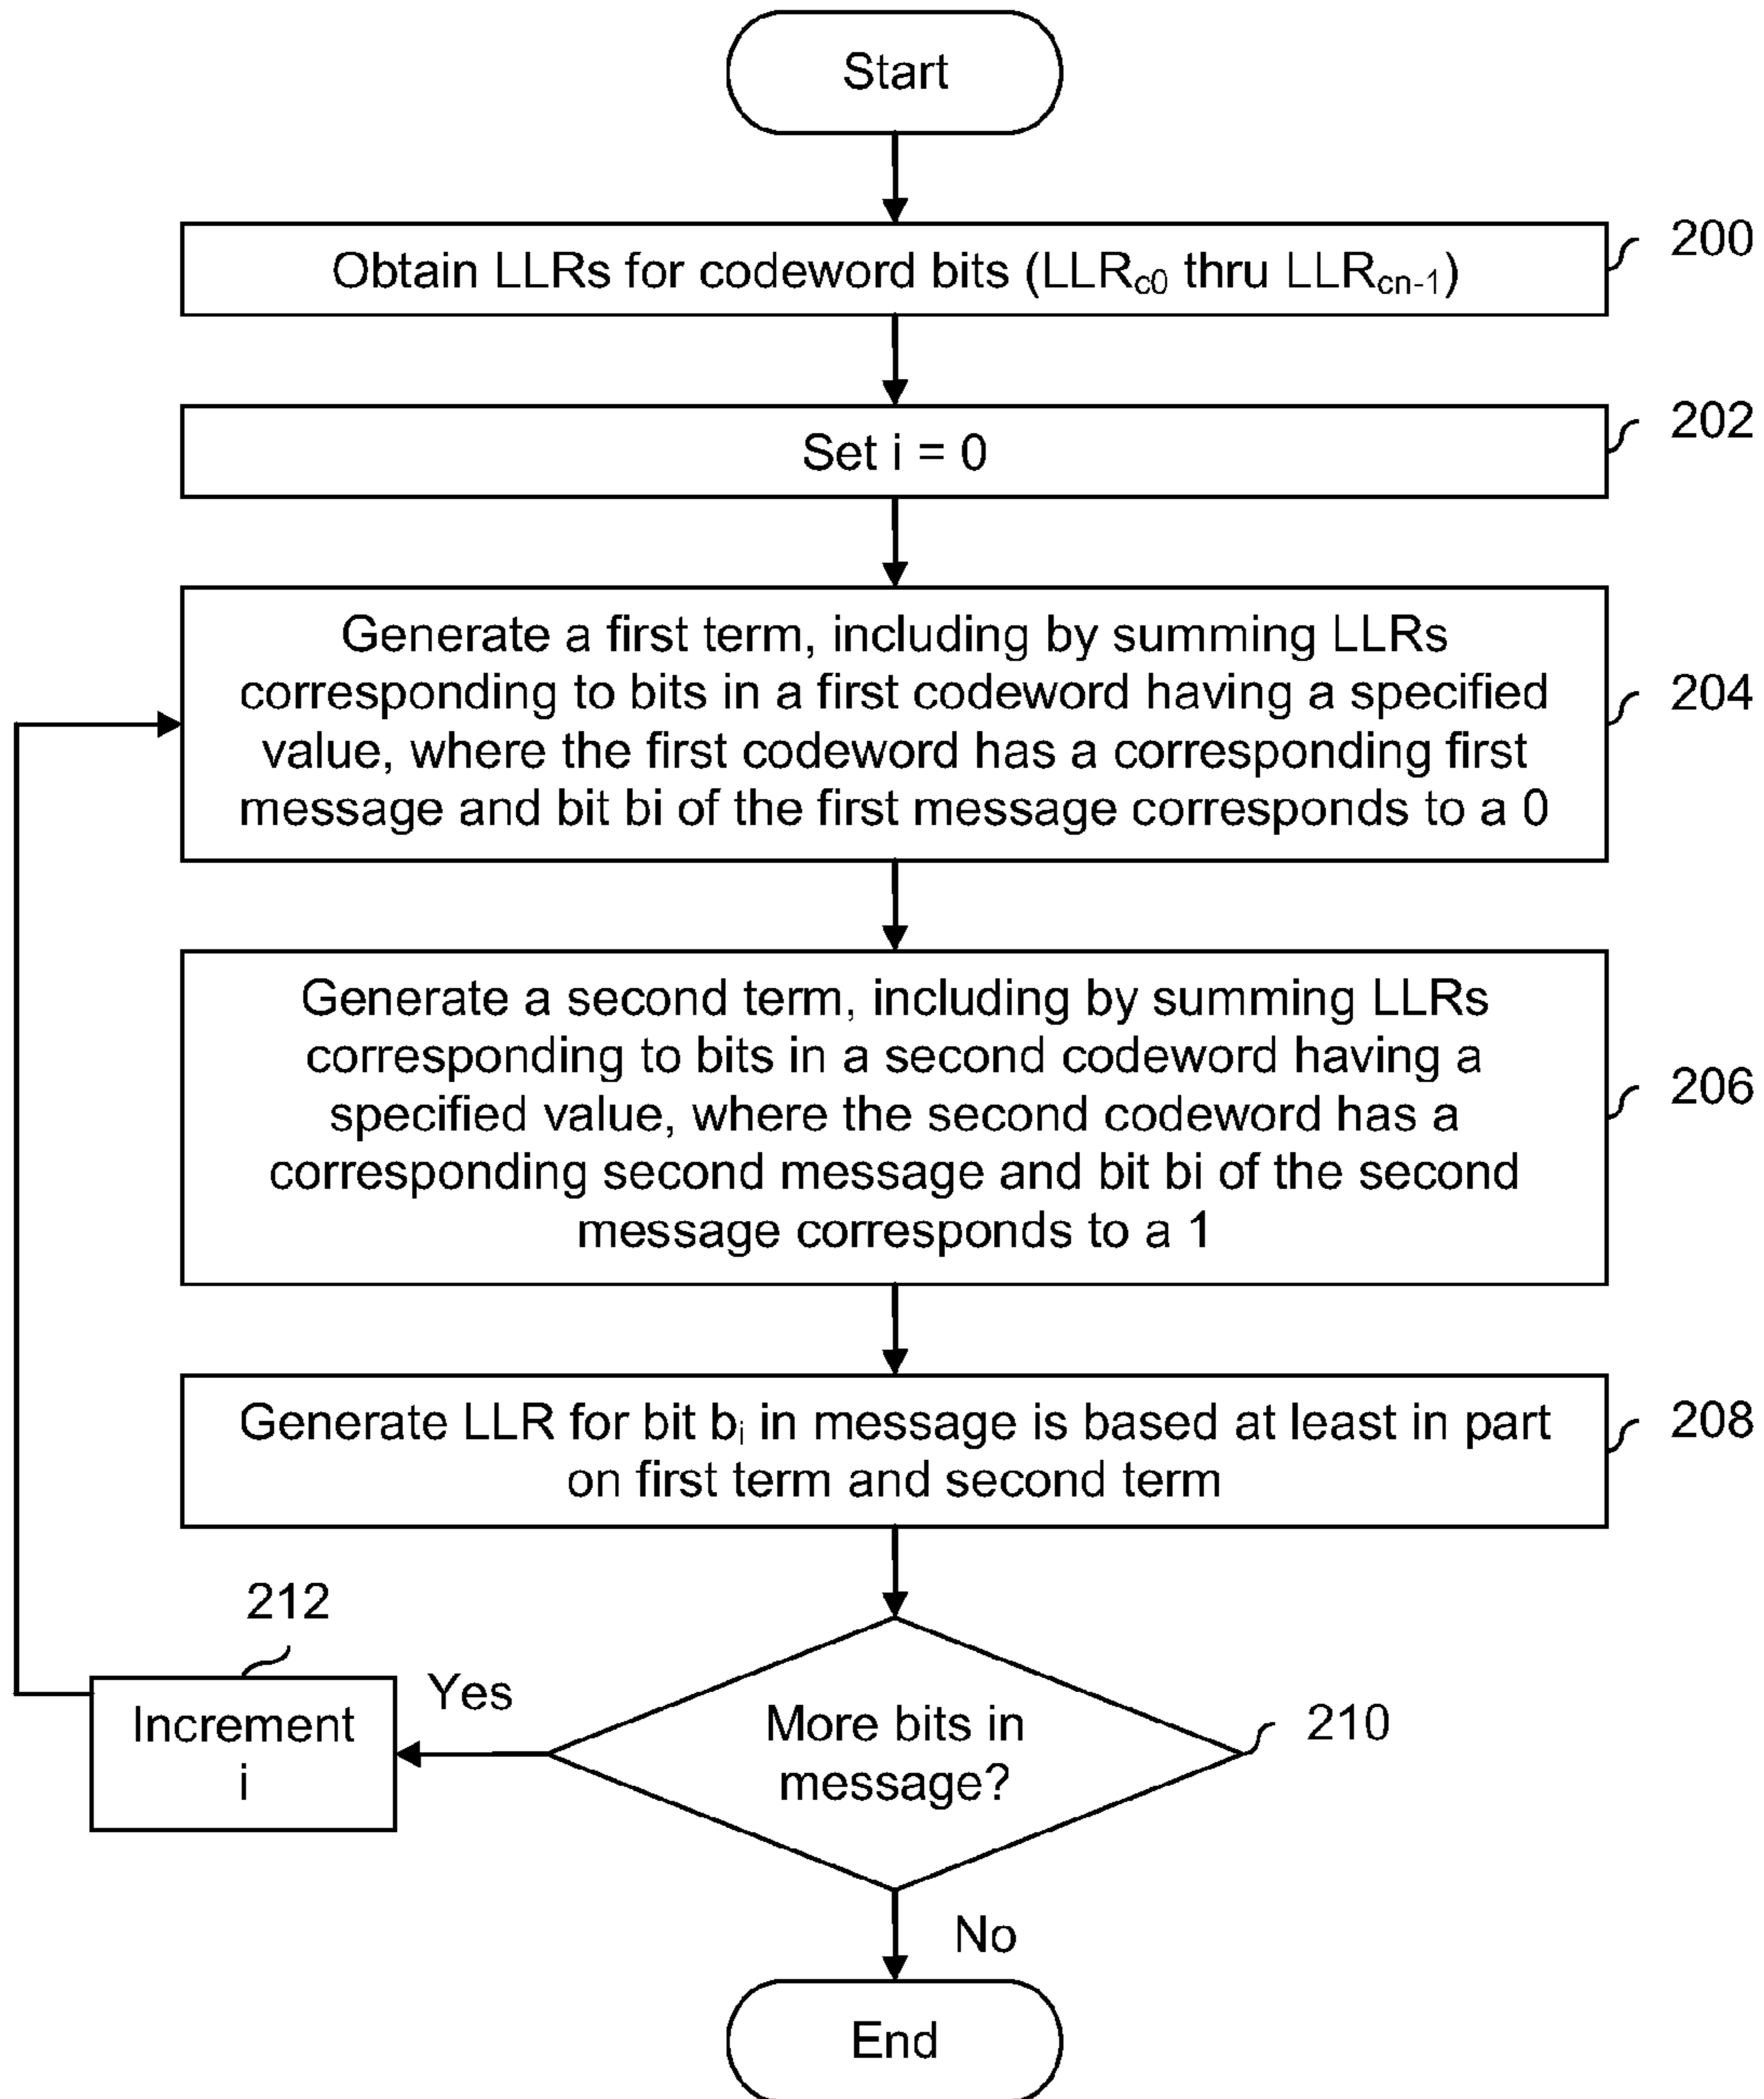 Start
Obtain LLRs for codeword bits (LLRc0 thru LLRcn-1)
200
Set i = 0
202
Generate a first term, including by summing LLRs
corresponding to bits in a first codeword having a specified
value, where the first codeword has a corresponding first
message and bit bi of the first message corresponds to a 0
204
Generate a second term, including by summing LLRs
corresponding to bits in a second codeword having a
specified value, where the second codeword has a
corresponding second message and bit bi of the second
message corresponds to a 1
206
Generate LLR for bit bi in message is based at least in part
on first term and second term
208
212
Increment
i
Yes
More bits in
message?
210
No
End